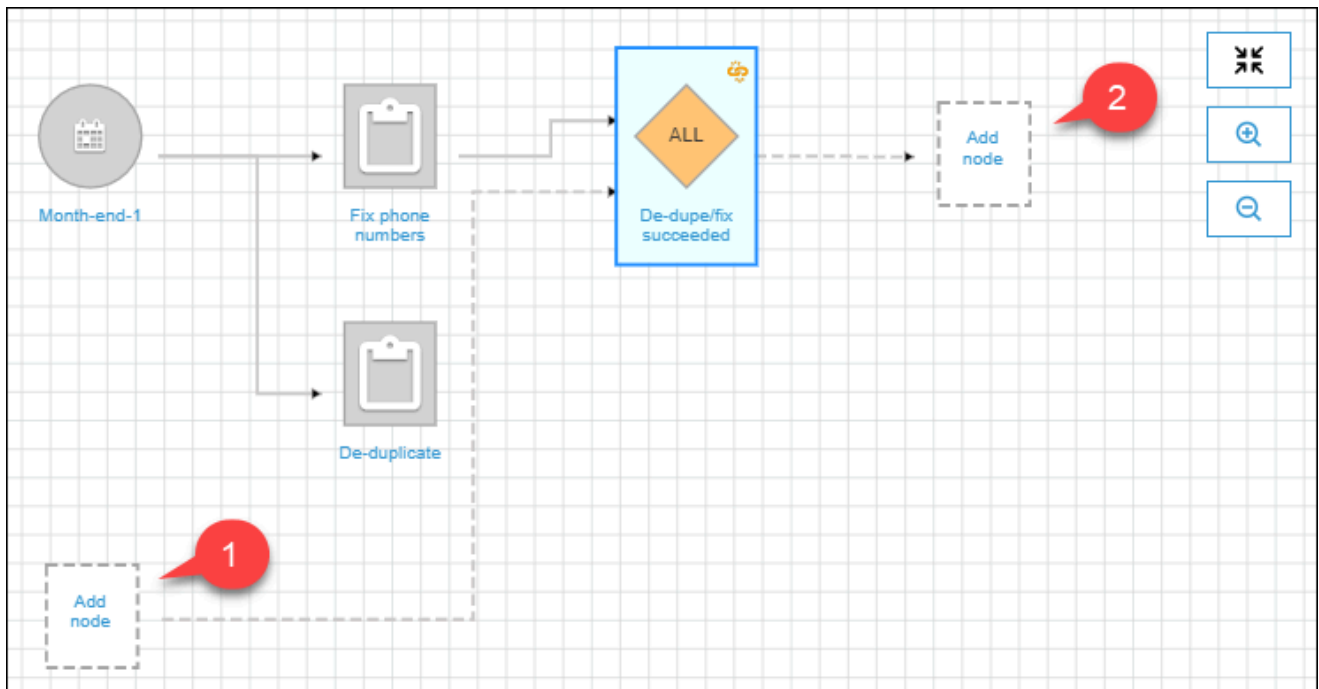 2
ALL
Add
node
Month-end-1
Fix phone
numbers
De-dupe/fix
succeeded
De-duplicate
1
Add
node